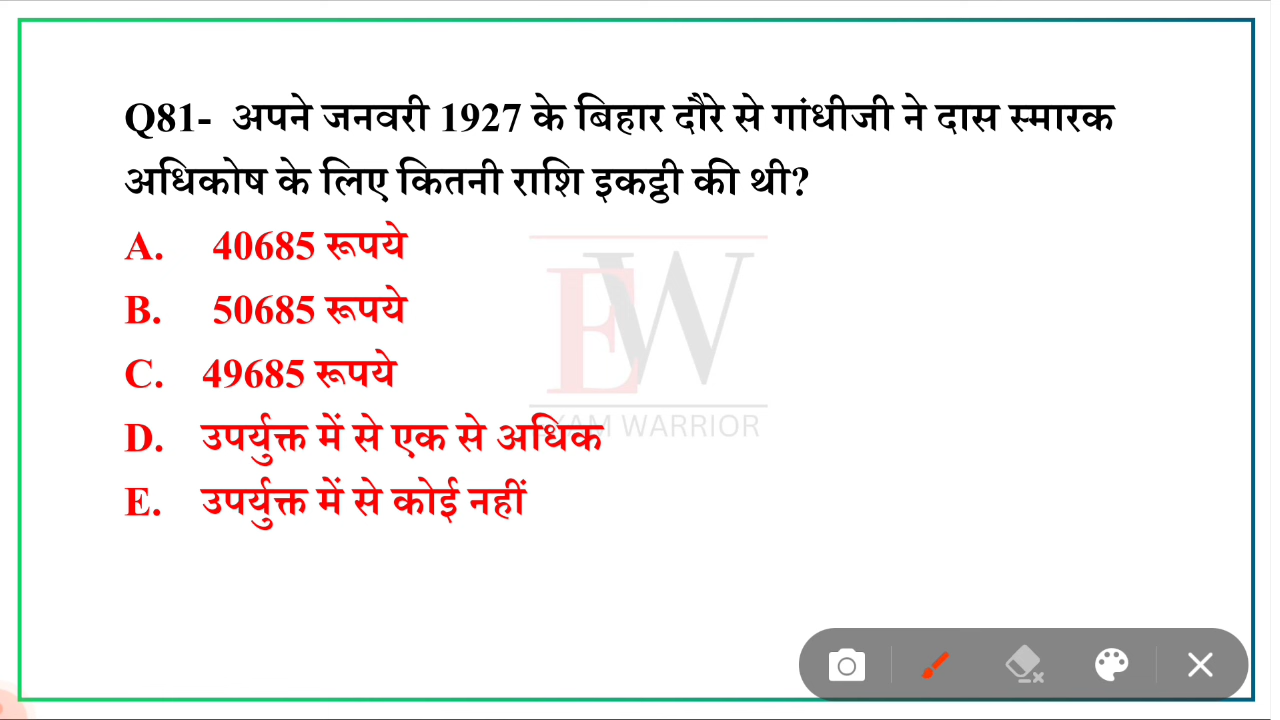 Q81- अपने जनवरी 1927 के बिहार दौरे से गांधीजी ने दास स्मारक
अधिकोष के लिए कितनी राशि इकट्ठी की थी?
A. 40685 रूपये
B. 50685 रूपये
C. 49685 रूपये
D. उपर्युक्त में से एक से अधिक
E. उपर्युक्त में से कोई नहीं
EW
EXAM WARRIOR